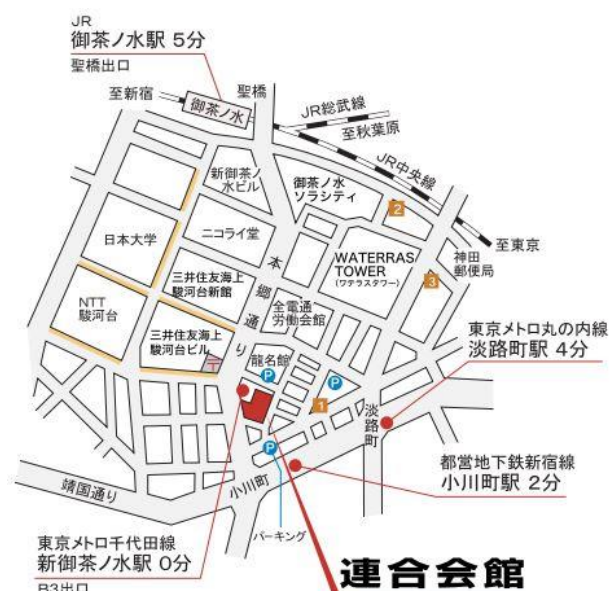 JR
御茶ノ水駅 5分
聖橋出口
至新宿
聖橋
御茶ノ水
JR総武線
至秋葉原
JR中央線
新御茶ノ
水ビル
御茶ノ水
ソラシティ
2
至東京
日本大学
ニコライ堂
WATERRAS
TOWER
(ワテラスタワー)
神田
郵便局
3
三井住友海上
駿河台新館
本郷通り
全電通
労働会館
NTT
駿河台
三井住友海上
駿河台ビル
〒
龍名館
P
P
1
東京メトロ丸の内線
淡路町駅 4分
淡路町
P
都営地下鉄新宿線
小川町駅 2分
靖国通り
小川町
パーキング
東京メトロ千代田線
新御茶ノ水駅 0分
B3出口
連合会館